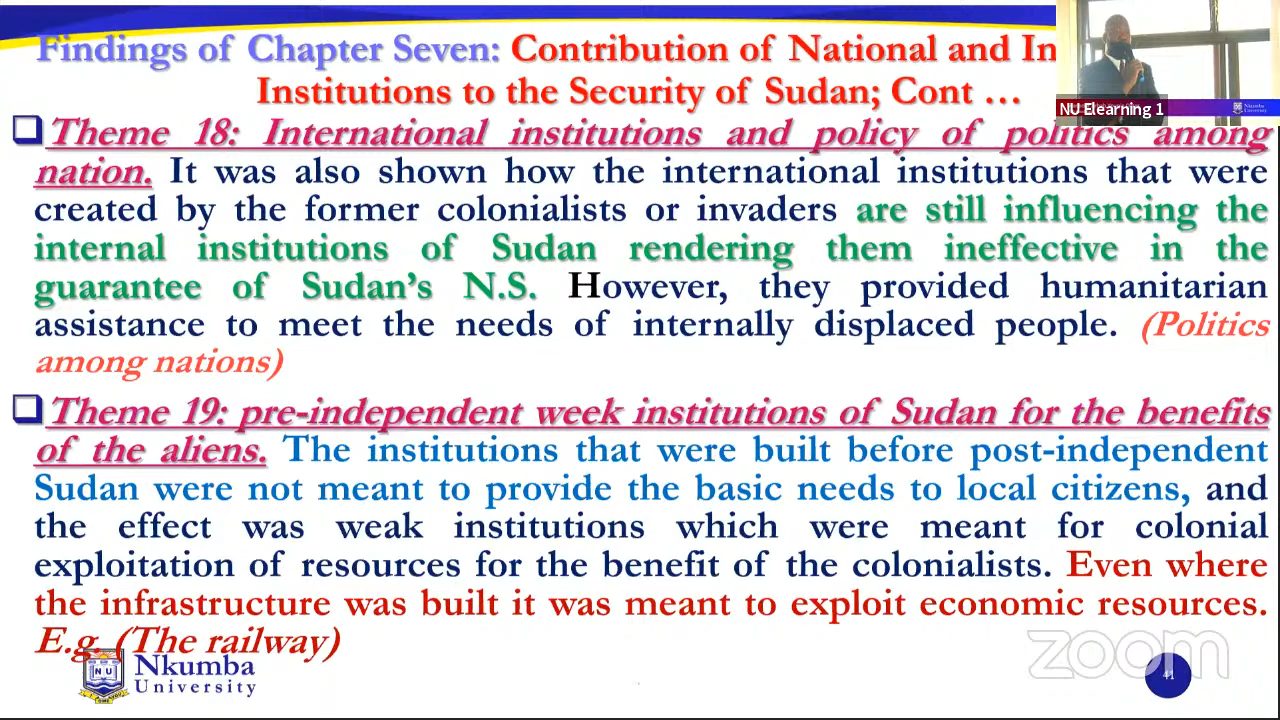 Findings of Chapter Seven: Contribution of National and In
Institutions to the Security of Sudan; Cont …
NU Elearning 1
Theme 18: International institutions and policy of politics among
nation. It was also shown how the international institutions that were
created by the former colonialists or invaders are still influencing the
internal institutions of Sudan rendering them ineffective in the
guarantee of Sudan's N.S. However, they provided humanitarian
assistance to meet the needs of internally displaced people. (Politics
among nations)
Theme 19: pre-independent week institutions of Sudan for the benefits
of the aliens. The institutions that were built before post-independent
Sudan were not meant to provide the basic needs to local citizens, and
the effect was weak institutions which were meant for colonial
exploitation of resources for the benefit of the colonialists. Even where
the infrastructure was built it was meant to exploit economic resources.
E.g. (The railway)
NU
Nkumba
University
zoom
41